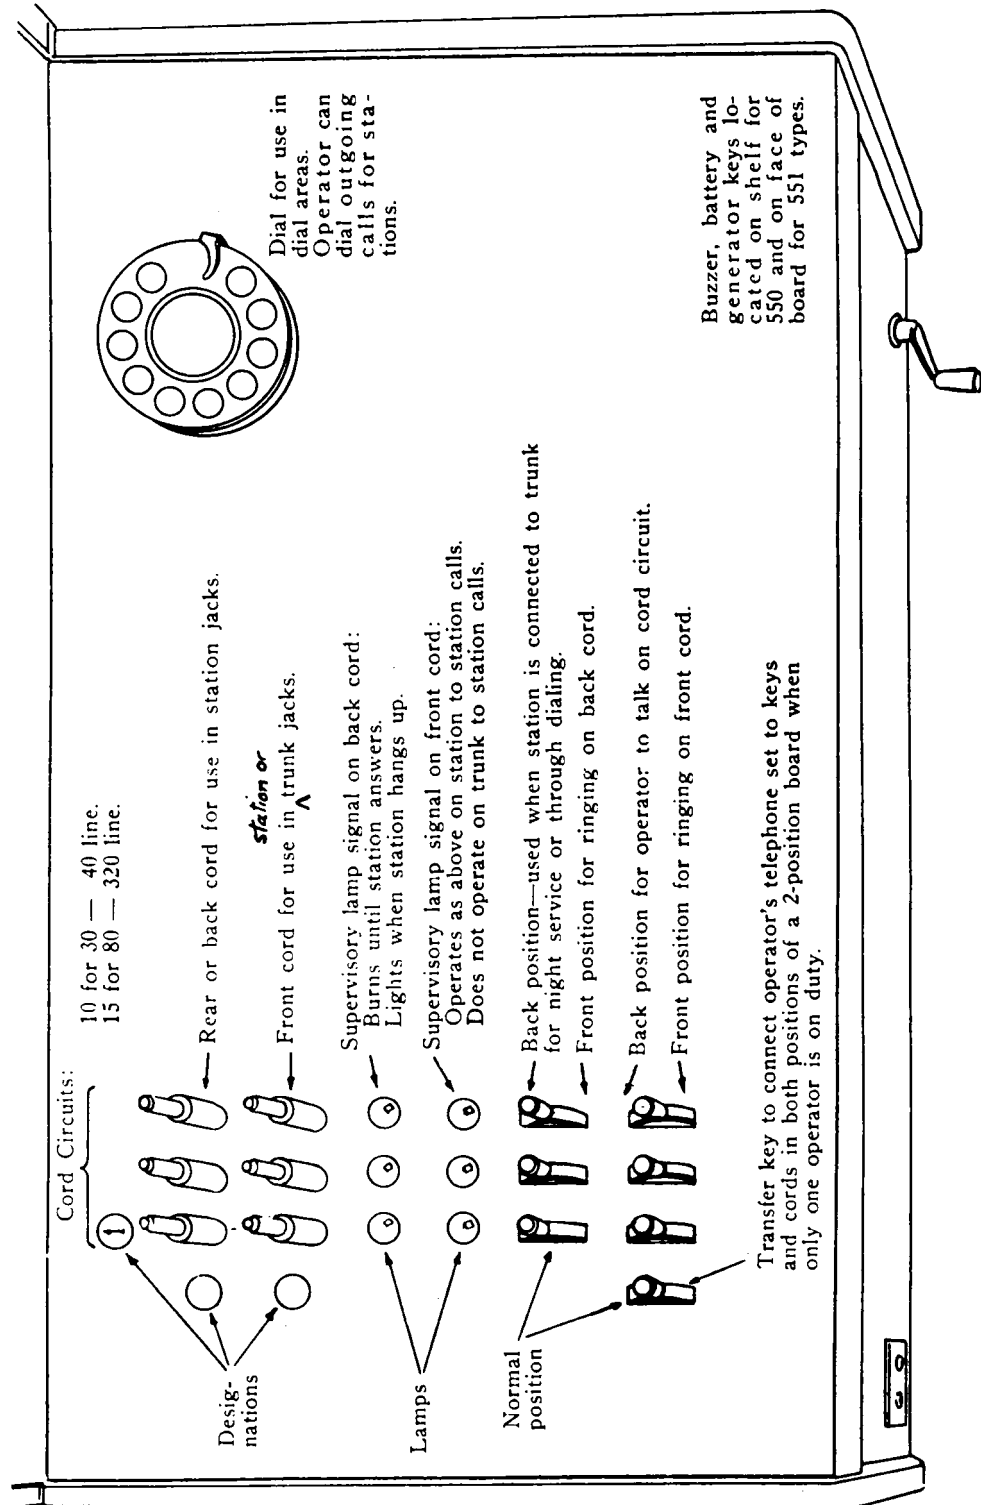 Cord Circuits:
10 for 30 — 40 line.
15 for 80 — 320 line.
1
Desig-
nations
Rear or back cord for use in station jacks.
station or
Front cord for use in ^ trunk jacks.
Lamps
Supervisory lamp signal on back cord:
Burns until station answers.
Lights when station hangs up.
Supervisory lamp signal on front cord:
Operates as above on station to station calls.
Does not operate on trunk to station calls.
Normal
position
Back position—used when station is connected to trunk
for night service or through dialing.
Front position for ringing on back cord.
Back position for operator to talk on cord circuit.
Front position for ringing on front cord.
Transfer key to connect operator's telephone set to keys
and cords in both positions of a 2-position board when
only one operator is on duty.
Dial for use in
dial areas.
Operator can
dial outgoing
calls for sta-
tions.
Buzzer, battery and
generator keys lo-
cated on shelf for
550 and on face of
board for 551 types.